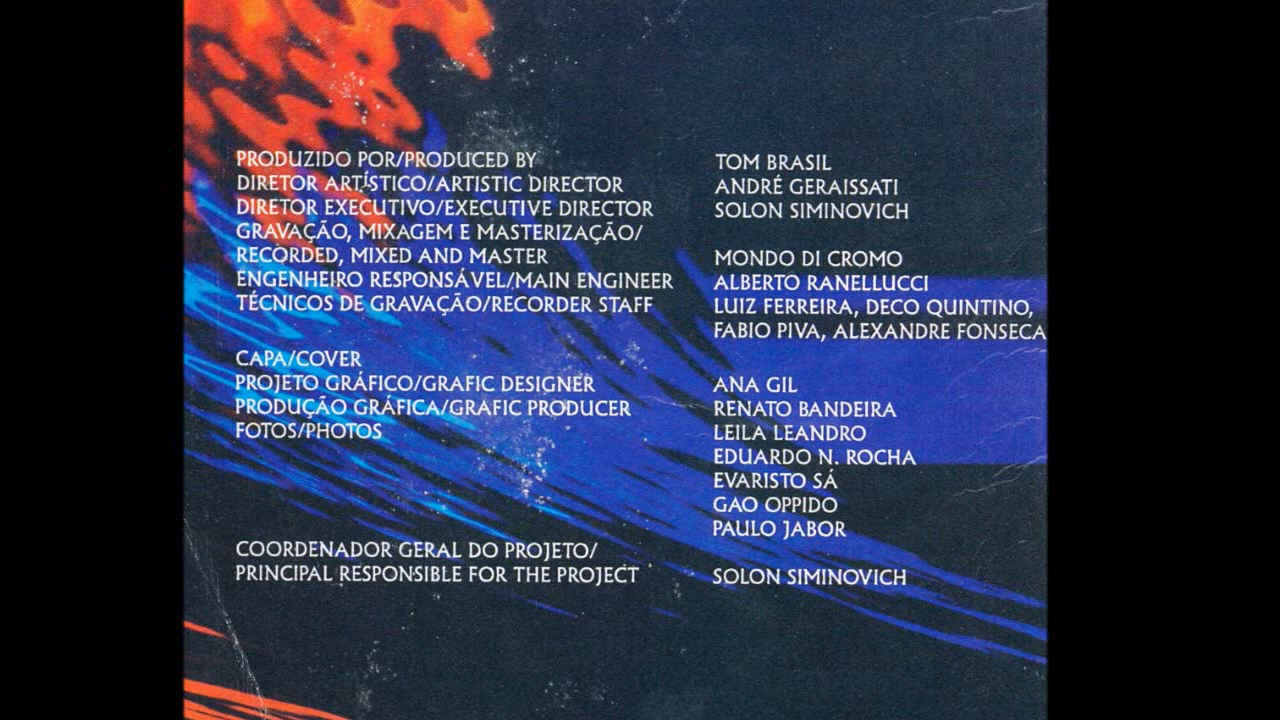 PRODUZIDO POR/PRODUCED BY TOM BRASIL
DIRETOR ARTÍSTICO/ARTISTIC DIRECTOR ANDRÉ GERAISSATI
DIRETOR EXECUTIVO/EXECUTIVE DIRECTOR SOLON SIMINOVICH
GRAVAÇÃO, MIXAGEM E MASTERIZAÇÃO/
RECORDED, MIXED AND MASTER MONDO DI CROMO
ENGENHEIRO RESPONSÁVEL/MAIN ENGINEER ALBERTO RANELLUCCI
TÉCNICOS DE GRAVAÇÃO/RECORDER STAFF LUIZ FERREIRA, DECO QUINTINO,
FABIO PIVA, ALEXANDRE FONSECA
CAPA/COVER ANA GIL
PROJETO GRÁFICO/GRAFIC DESIGNER RENATO BANDEIRA
PRODUÇÃO GRÁFICA/GRAFIC PRODUCER LEILA LEANDRO
FOTOS/PHOTOS EDUARDO N. ROCHA
EVARISTO SÁ
GAO OPPIDO
PAULO JABOR
COORDENADOR GERAL DO PROJETO/
PRINCIPAL RESPONSIBLE FOR THE PROJECT SOLON SIMINOVICH